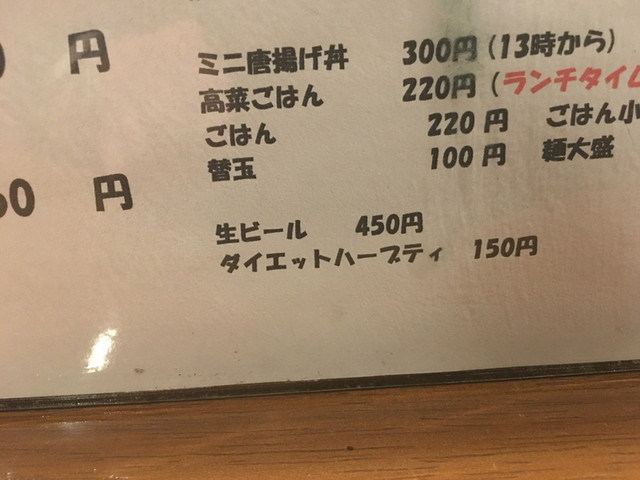 円
ミニ唐揚げ丼 300円 (13時から)
高菜ごはん 220円 (ランチタイム
ごはん 220円 ごはん小
替玉 100円 麺大盛
0 円
生ビール 450円
ダイエットハーブティ 150円